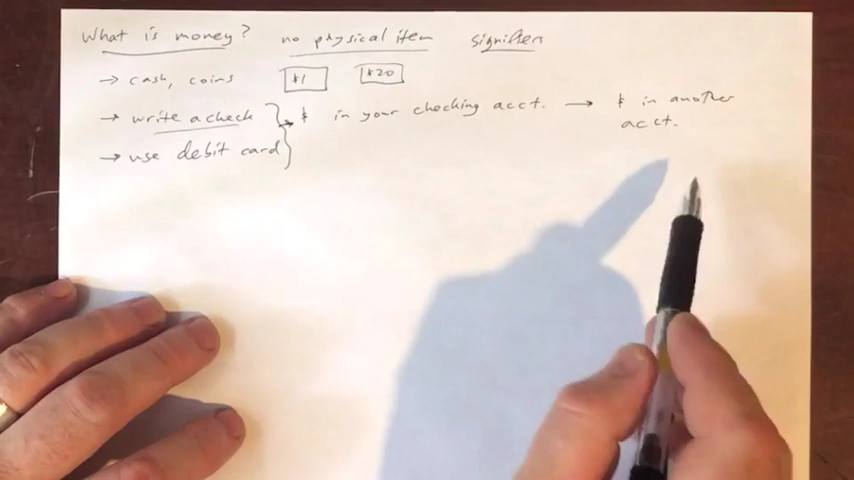 What is money? no physical item signifiers
→ cash, coins $1 $20
→ write a check } → $ in your checking acct. → $ in another acct.
→ use debit card